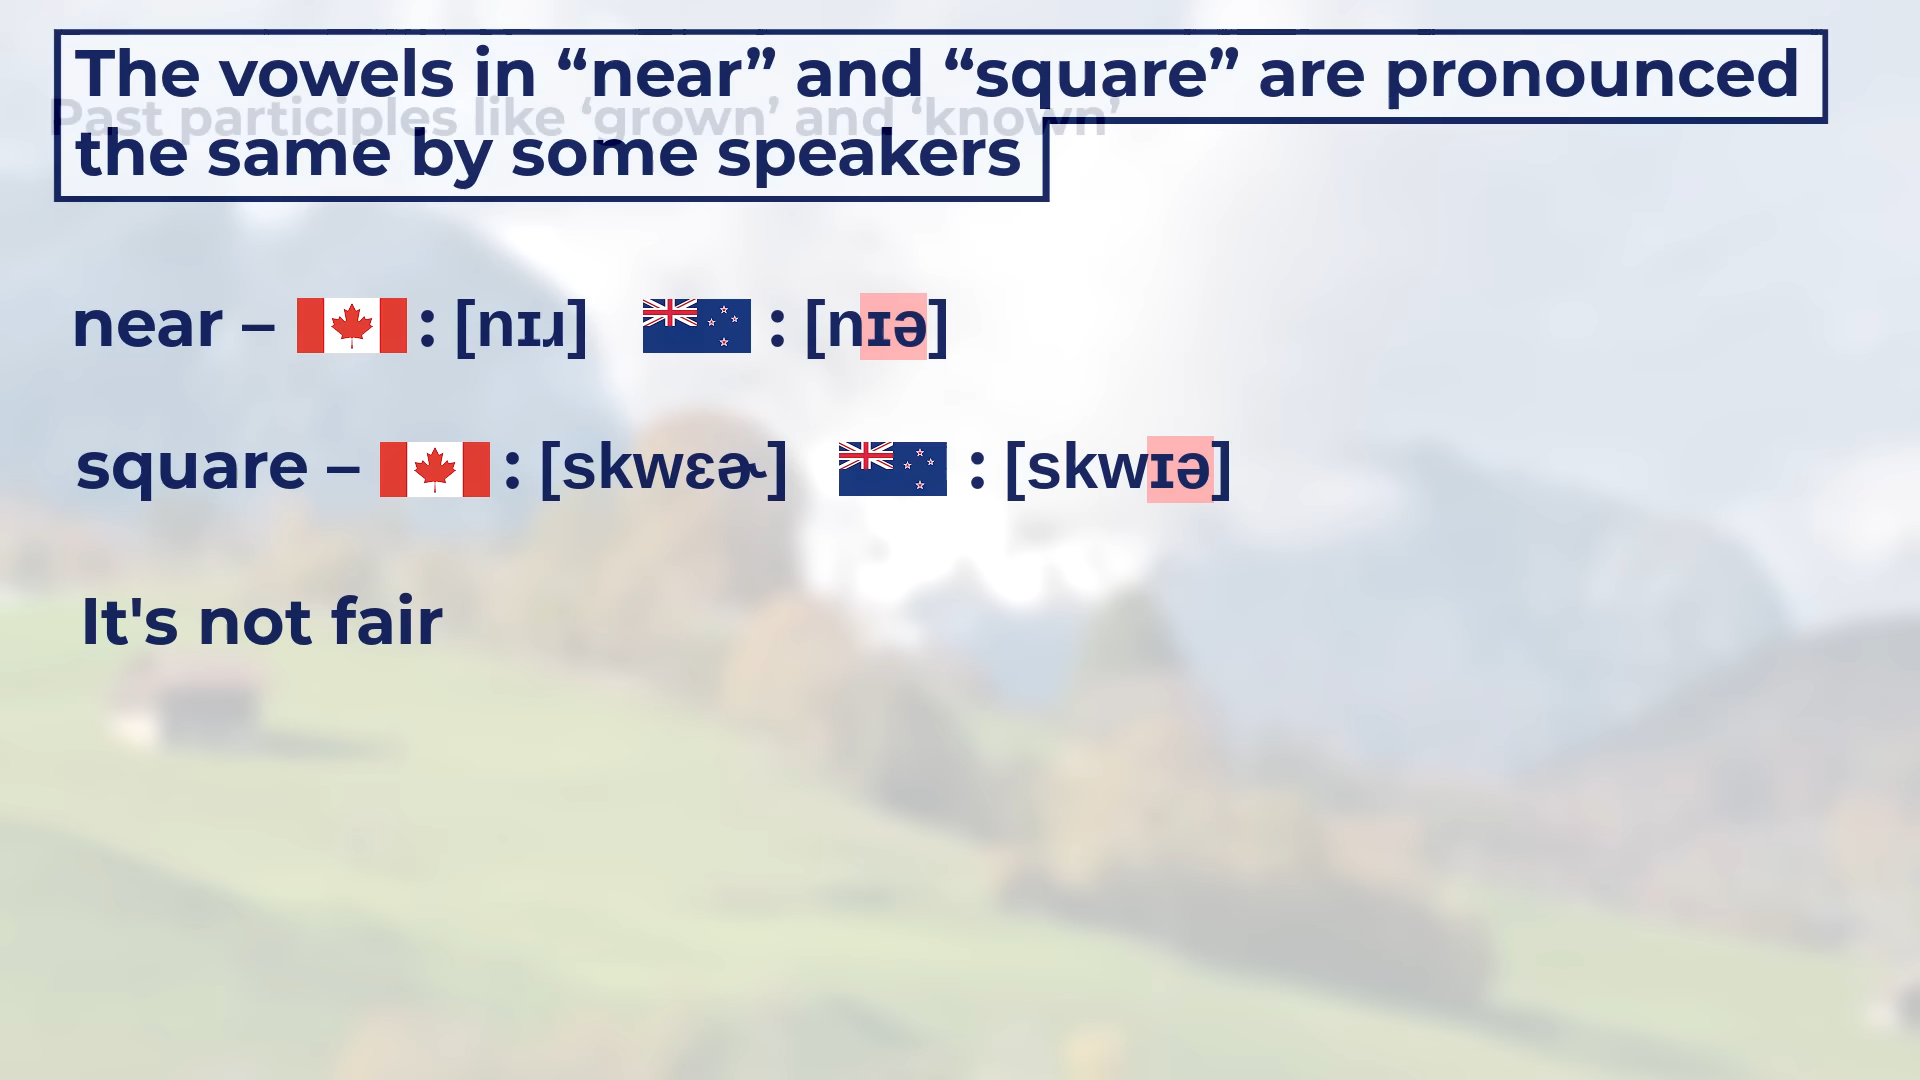 The vowels in “near” and “square” are pronounced
Past participles like ‘grown’ and ‘known’
the same by some speakers
near – : [nɪɹ] : [nɪə]
square – : [skwɛɚ] : [skwɪə]
It's not fair